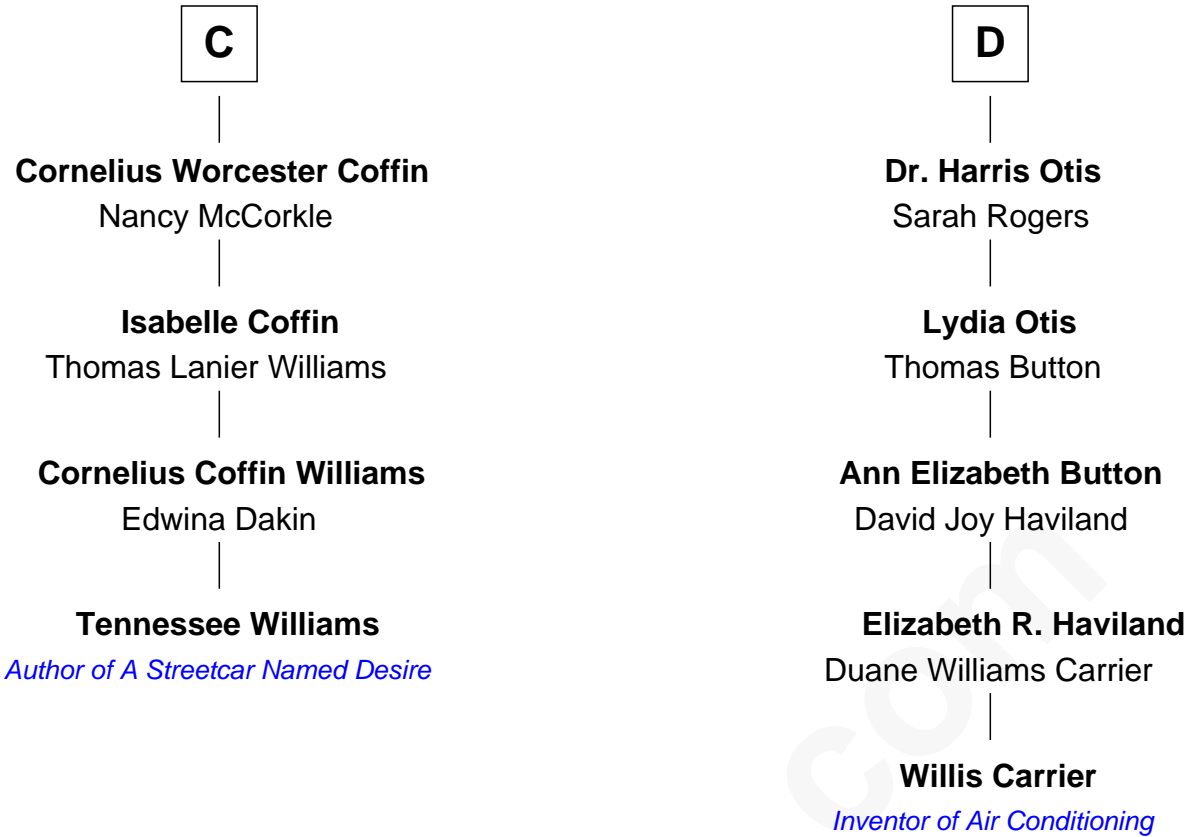 C
Cornelius Worcester Coffin
Nancy McCorkle
Isabelle Coffin
Thomas Lanier Williams
Cornelius Coffin Williams
Edwina Dakin
Tennessee Williams
Author of A Streetcar Named Desire
D
Dr. Harris Otis
Sarah Rogers
Lydia Otis
Thomas Button
Ann Elizabeth Button
David Joy Haviland
Elizabeth R. Haviland
Duane Williams Carrier
Willis Carrier
Inventor of Air Conditioning
com